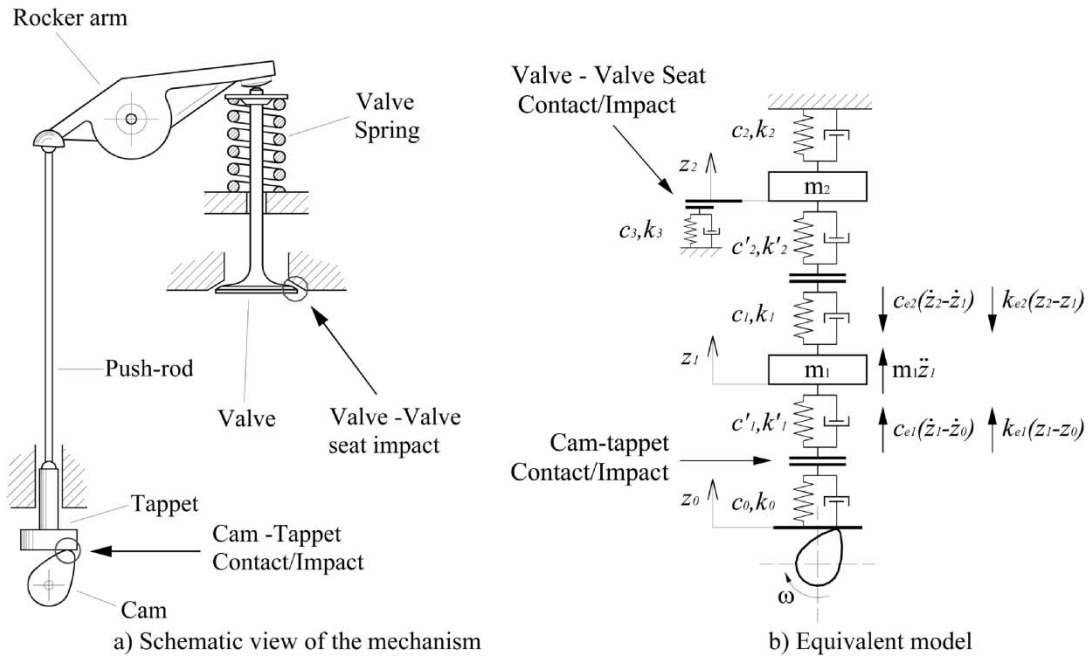 Rocker arm
Valve
Spring
Push-rod
Valve
Valve -Valve
seat impact
Tappet
Cam -Tappet
Contact/Impact
Cam
a) Schematic view of the mechanism
Valve - Valve Seat
Contact/Impact
c₂,k₂
z₂
m₂
c₃,k₃
c'₂,k'₂
c₁,k₁
cₑ₂(ż₂-ż₁)
kₑ₂(z₂-z₁)
z₁
m₁
m₁z̈₁
c'₁,k'₁
cₑ₁(ż₁-ż₀)
kₑ₁(z₁-z₀)
Cam-tappet
Contact/Impact
z₀
c₀,k₀
ω
b) Equivalent model